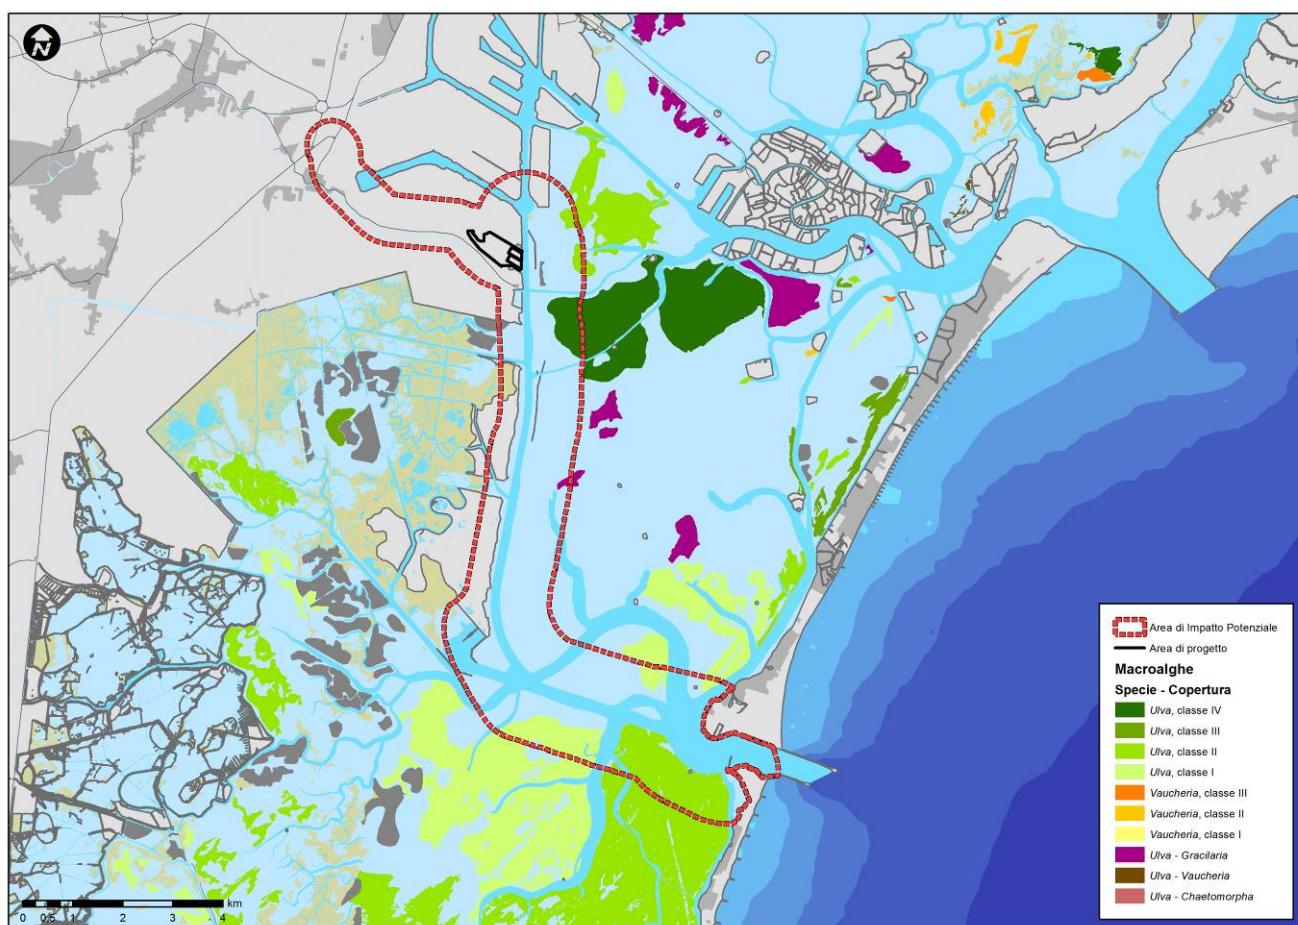 N
Area di Impatto Potenziale
Area di progetto
Macroalghe
Specie - Copertura
Ulva, classe IV
Ulva, classe III
Ulva, classe II
Ulva, classe I
Vaucheria, classe III
Vaucheria, classe II
Vaucheria, classe I
Ulva - Gracilaria
Ulva - Vaucheria
Ulva - Chaetomorpha
km
0 0,5 1 2 3 4